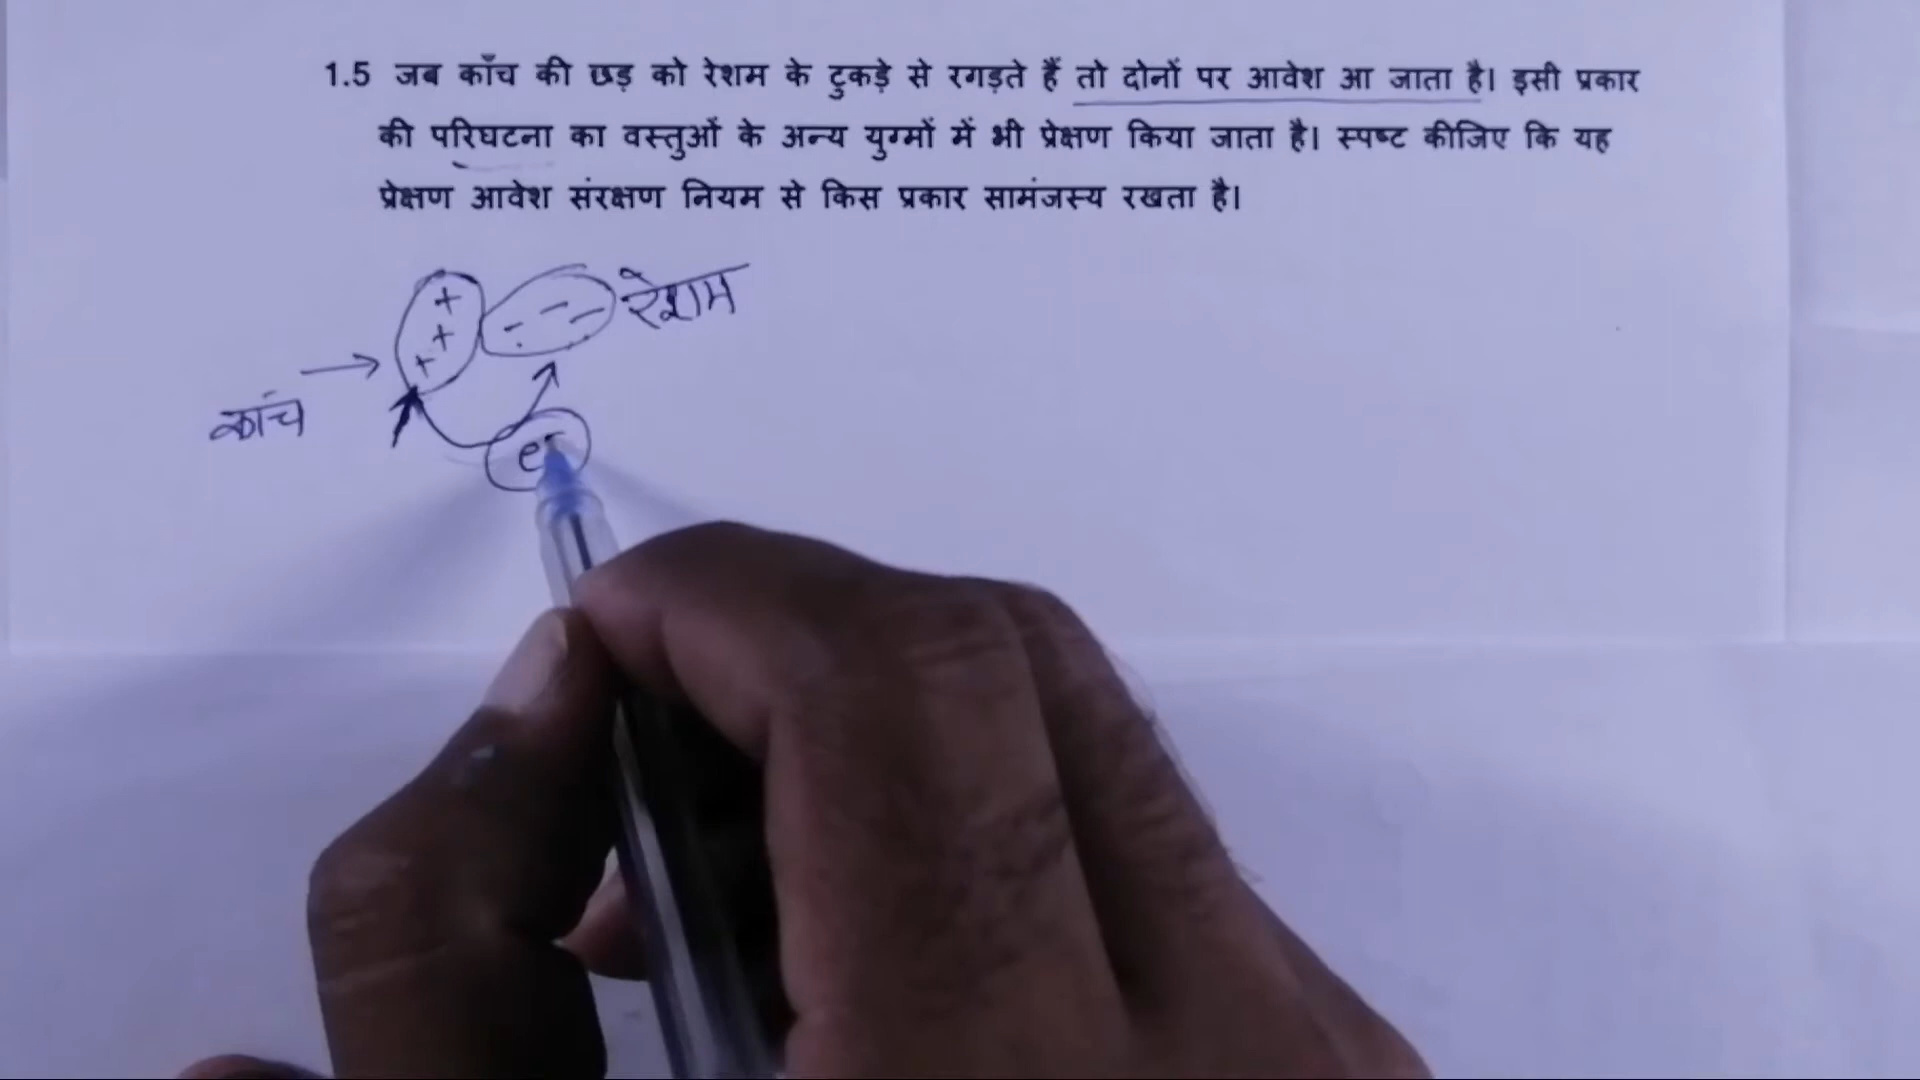 1.5 जब काँच की छड़ को रेशम के टुकड़े से रगड़ते हैं तो दोनों पर आवेश आ जाता है। इसी प्रकार
की परिघटना का वस्तुओं के अन्य युग्मों में भी प्रेक्षण किया जाता है। स्पष्ट कीजिए कि यह
प्रेक्षण आवेश संरक्षण नियम से किस प्रकार सामंजस्य रखता है।
+ - - - रेशम
+
+
कांच
e-